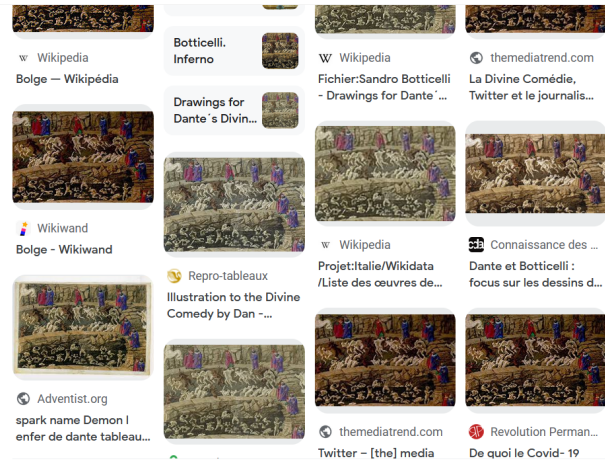 Wikipedia
Bolge — Wikipédia
Wikiwand
Bolge - Wikiwand
Adventist.org
spark name Demon l
enfer de dante tableau...
Botticelli.
Inferno
Drawings for
Dante´s Divin...
Repro-tableaux
Illustration to the Divine
Comedy by Dan -...
Wikipedia
Fichier:Sandro Botticelli
- Drawings for Dante´...
Wikipedia
Projet:Italie/Wikidata
/Liste des œuvres de...
themediatrend.com
Twitter – [the] media
themediatrend.com
La Divine Comédie,
Twitter et le journalis...
cda
Connaissance des ...
Dante et Botticelli :
focus sur les dessins d...
Revolution Perman...
De quoi le Covid- 19